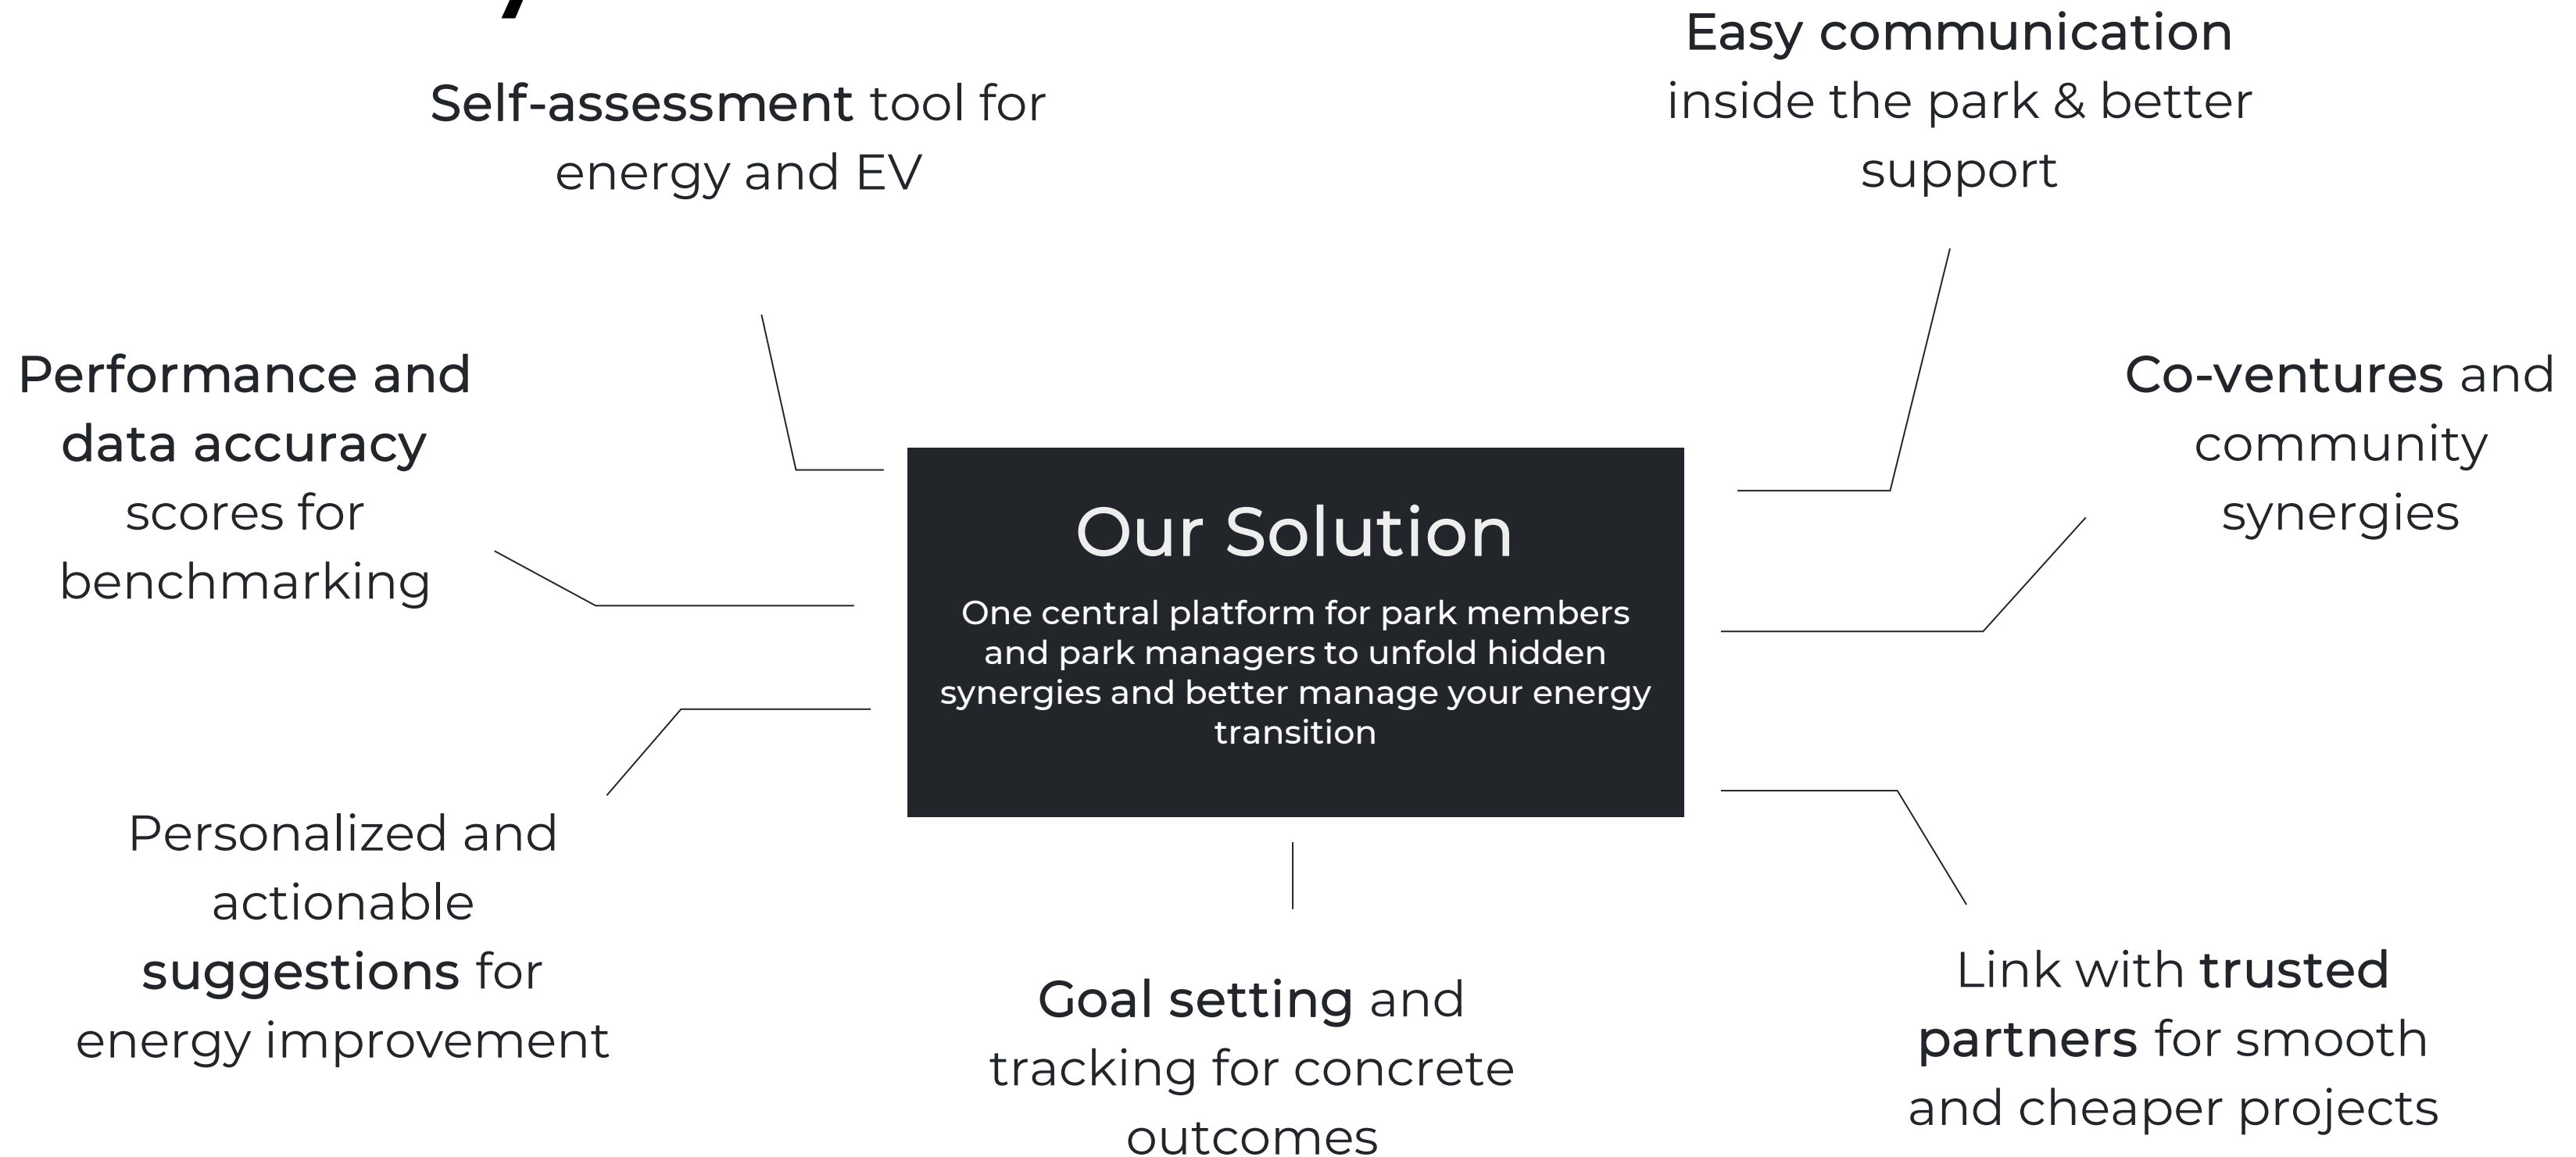 Self-assessment tool for
energy and EV
Easy communication
inside the park & better
support
Performance and
data accuracy
scores for
benchmarking
Co-ventures and
community
synergies
Our Solution
One central platform for park members
and park managers to unfold hidden
synergies and better manage your energy
transition
Personalized and
actionable
suggestions for
energy improvement
Goal setting and
tracking for concrete
outcomes
Link with trusted
partners for smooth
and cheaper projects